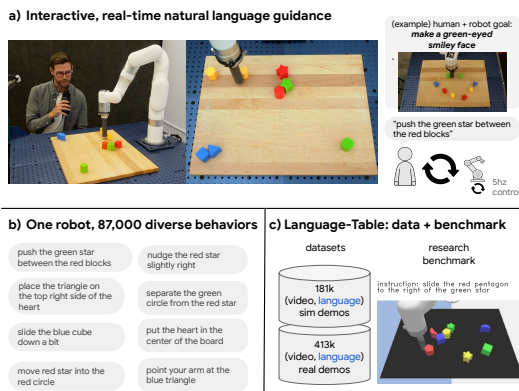 a) Interactive, real-time natural language guidance
(example) human + robot goal:
make a green-eyed
smiley face
"push the green star between
the red blocks"
5hz
contro
b) One robot, 87,000 diverse behaviors
push the green star
between the red blocks
nudge the red star
slightly right
place the triangle on
the top right side of the
heart
separate the green
circle from the red star
slide the blue cube
down a bit
put the heart in the
center of the board
move red star into the
red circle
point your arm at the
blue triangle
c) Language-Table: data + benchmark
datasets
181k
(video, language)
sim demos
413k
(video, language)
real demos
research
benchmark
instruction: slide the red pentagon
to the right of the green star